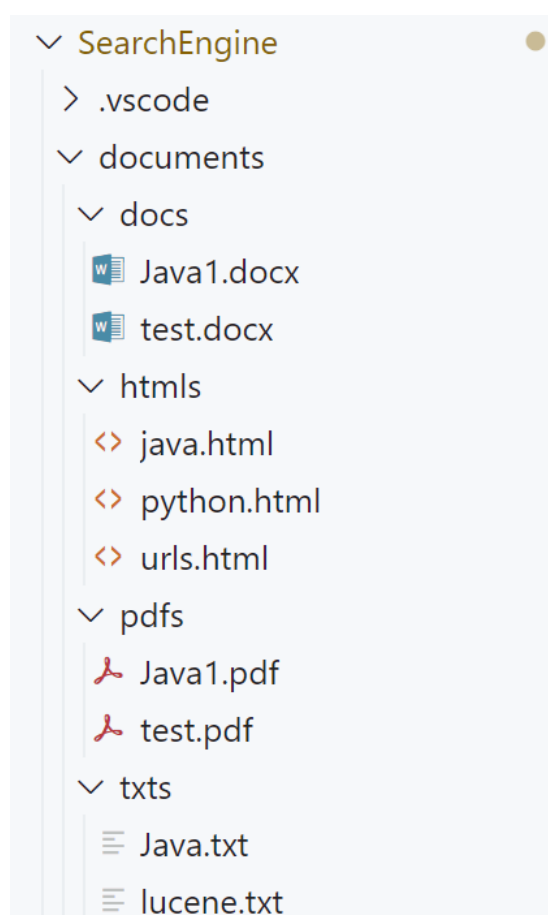 SearchEngine
.vscode
documents
docs
Java1.docx
test.docx
htmls
java.html
python.html
urls.html
pdfs
Java1.pdf
test.pdf
txts
Java.txt
lucene.txt